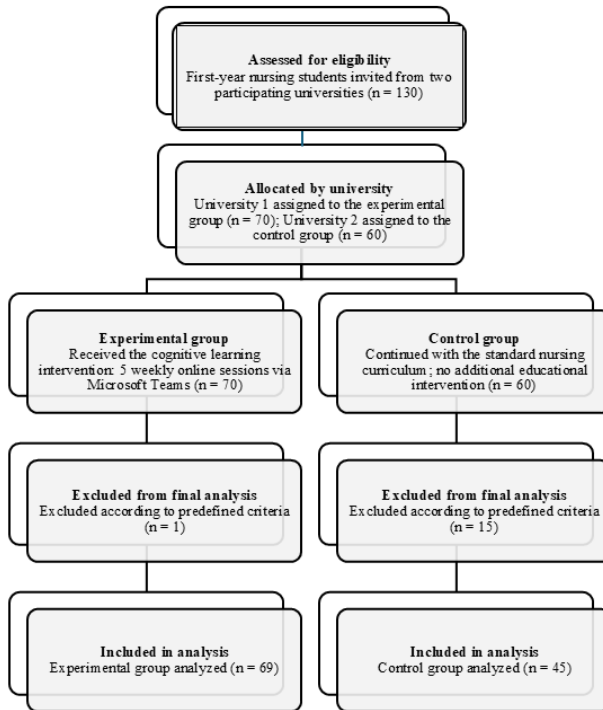 Assessed for eligibility
First-year nursing students invited from two
participating universities (n = 130)
Allocated by university
University 1 assigned to the experimental
group (n = 70); University 2 assigned to the
control group (n = 60)
Experimental group
Received the cognitive learning
intervention: 5 weekly online sessions via
Microsoft Teams (n = 70)
Control group
Continued with the standard nursing
curriculum; no additional educational
intervention (n = 60)
Excluded from final analysis
Excluded according to predefined criteria
(n = 1)
Excluded from final analysis
Excluded according to predefined criteria
(n = 15)
Included in analysis
Experimental group analyzed (n = 69)
Included in analysis
Control group analyzed (n = 45)